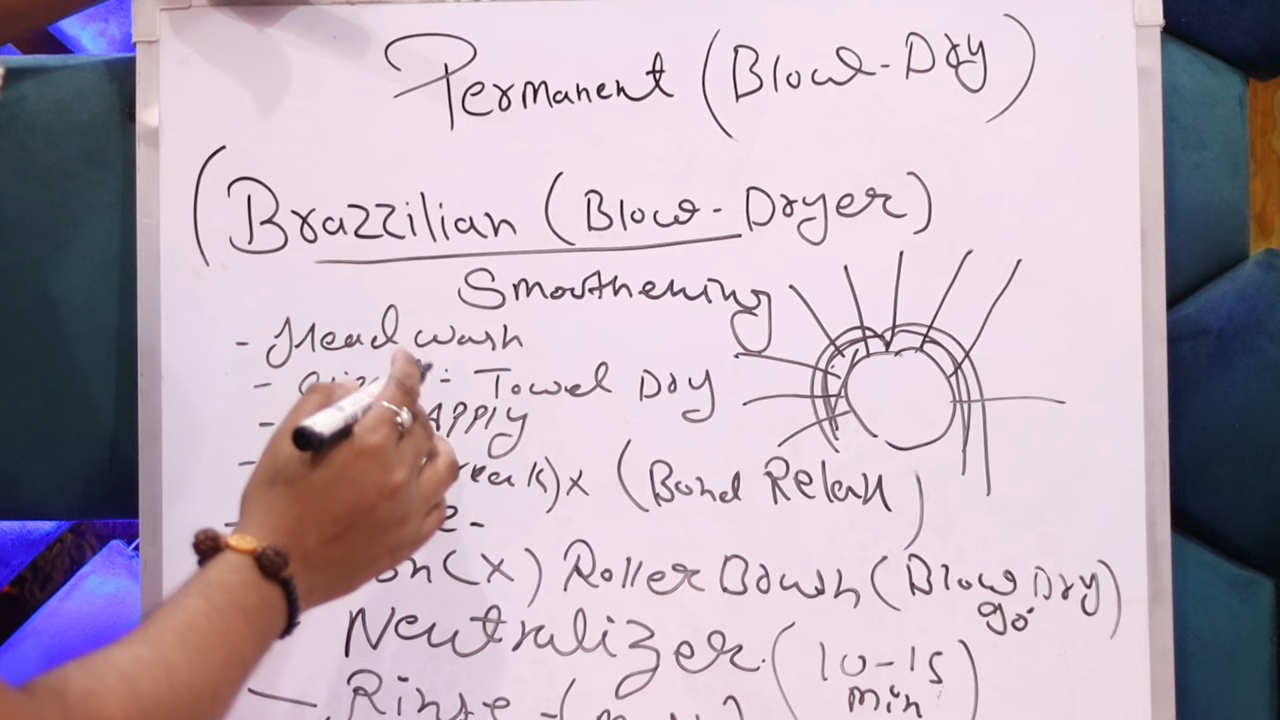 Permanent (Blow-Dry)
(Brazzilian (Blow-Dryer)
Smoothening
- Head wash
- : Towel Dry
- Apply
- x (Bond Relax)
(x) Roller Brush (Blow Dry)
90°
Neutralizer (10-15 min)
- Rinse - (